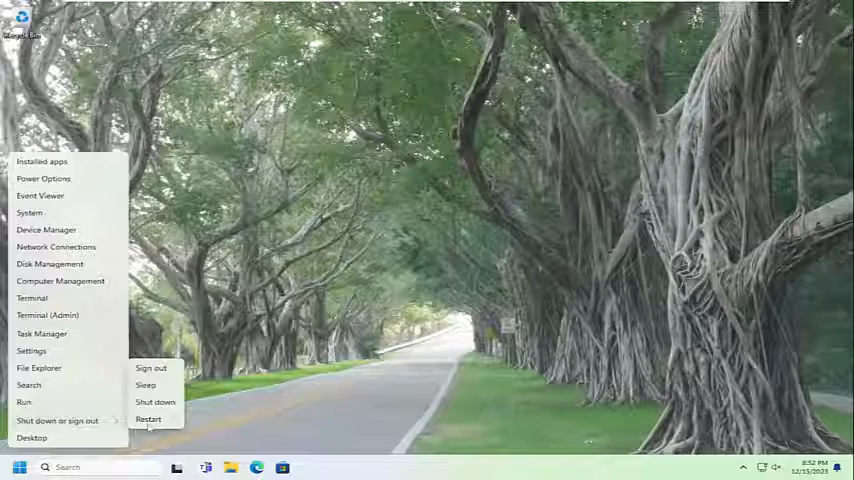 Recycle Bin
Installed apps
Power Options
Event Viewer
System
Device Manager
Network Connections
Disk Management
Computer Management
Terminal
Terminal (Admin)
Task Manager
Settings
File Explorer
Search
Run
Shut down or sign out
Desktop
Sign out
Sleep
Shut down
Restart
Search
8:52 PM
12/15/2023